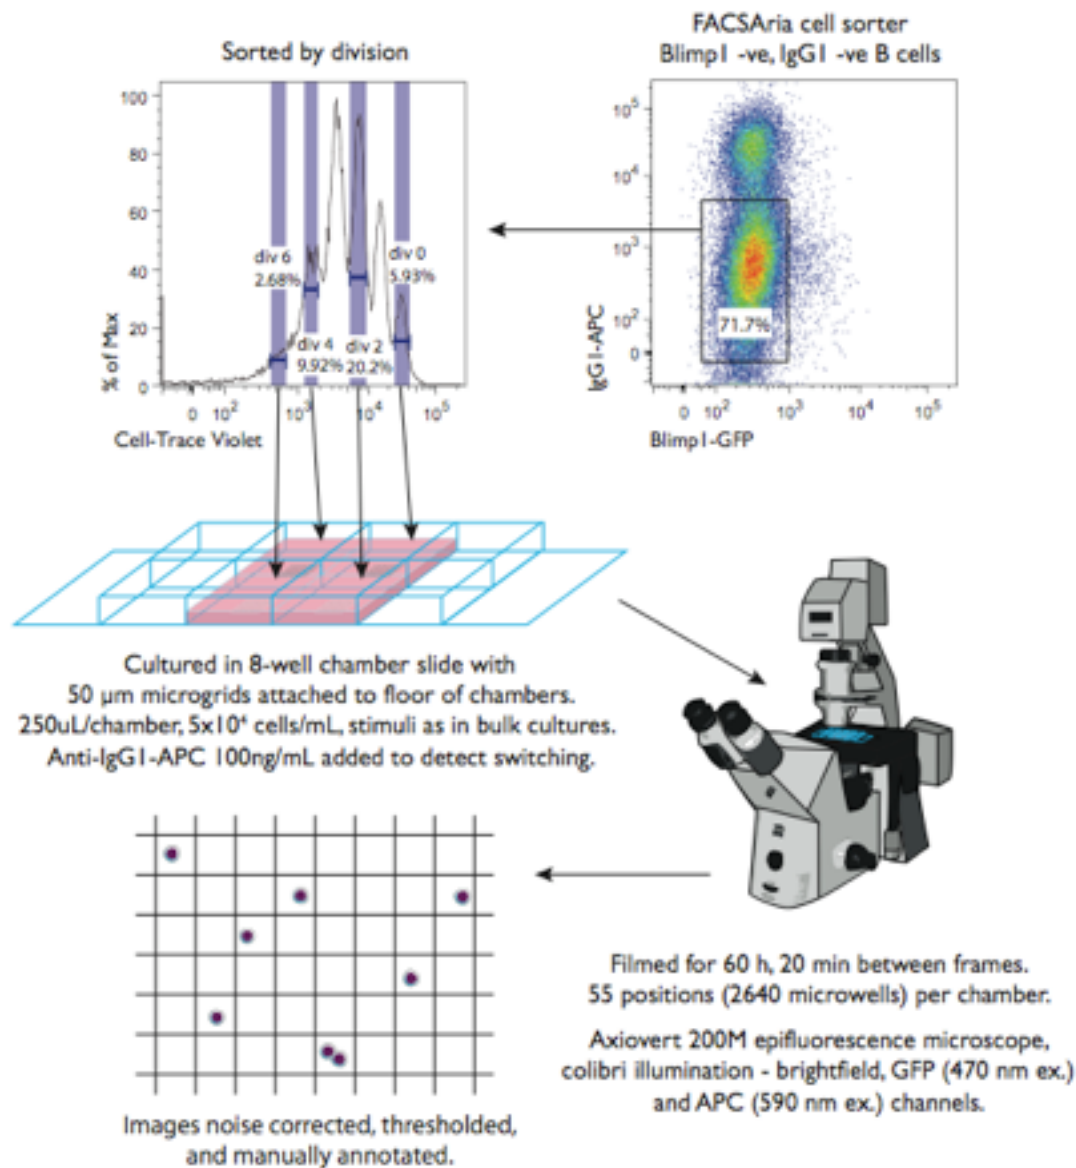 FACSAria cell sorter
Sorted by division
Blimp1 -ve, IgG1 -ve B cells
100
80
60
40
20
0
% of Max
div 6
2.68%
div 4
9.92%
div 2
20.2%
div 0
5.93%
0 10² 10³ 10⁴ 10⁵
Cell-Trace Violet
10⁵
10⁴
10³
10²
0
IgG1-APC
71.7%
0 10² 10³ 10⁴ 10⁵
Blimp1-GFP
Cultured in 8-well chamber slide with
50 µm microgrids attached to floor of chambers.
250uL/chamber, 5x10⁴ cells/mL, stimuli as in bulk cultures.
Anti-IgG1-APC 100ng/mL added to detect switching.
Filmed for 60 h, 20 min between frames.
55 positions (2640 microwells) per chamber.
Axiovert 200M epifluorescence microscope,
colibri illumination - brightfield, GFP (470 nm ex.)
and APC (590 nm ex.) channels.
Images noise corrected, thresholded,
and manually annotated.